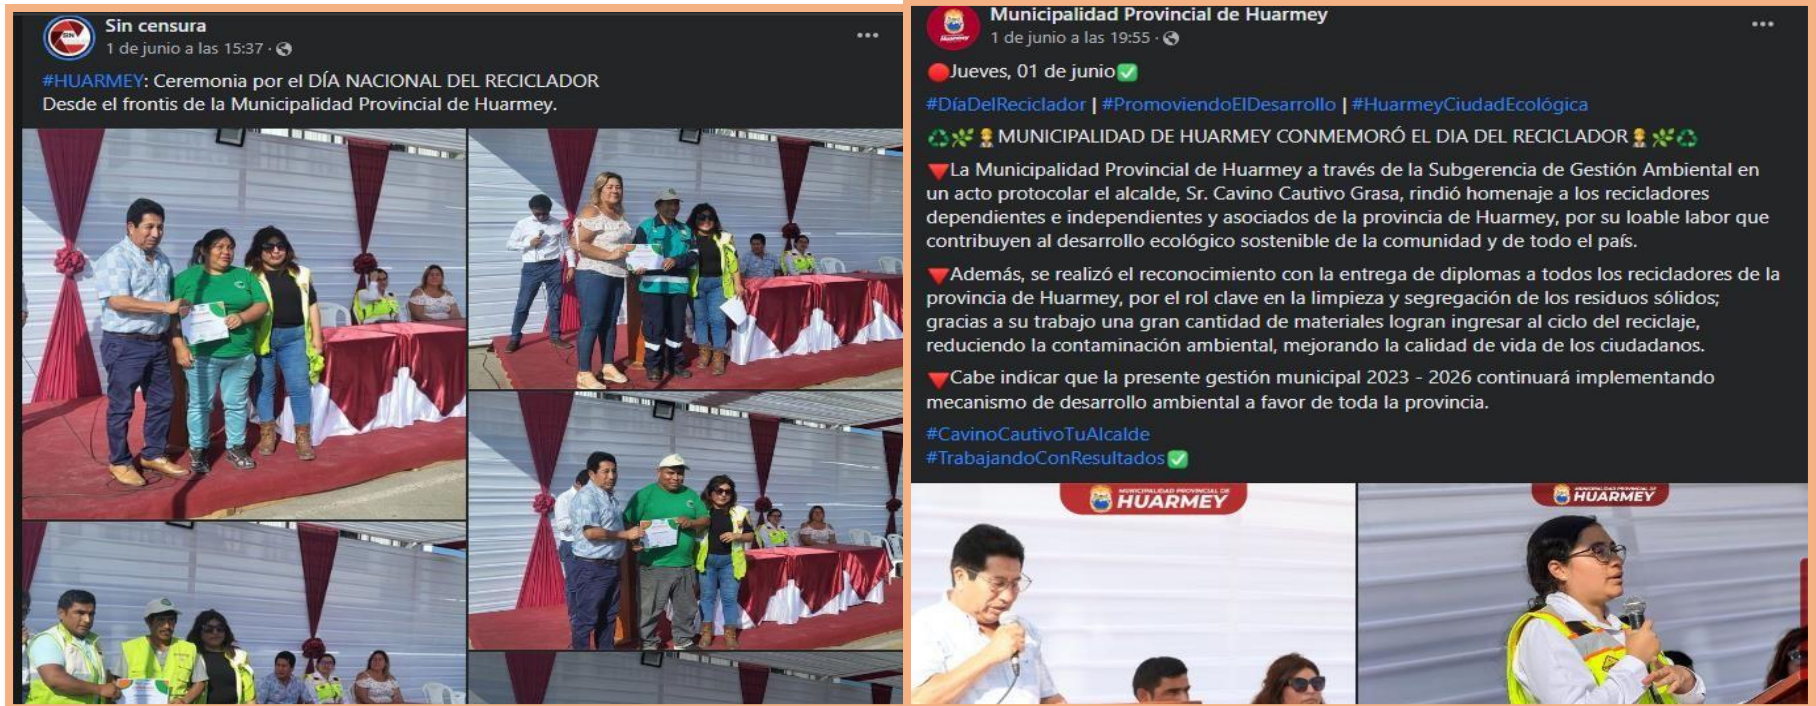 Sin censura
1 de junio a las 15:37 ·
#HUARMEY: Ceremonia por el DÍA NACIONAL DEL RECICLADOR
Desde el frontis de la Municipalidad Provincial de Huarmey.
Municipalidad Provincial de Huarmey
1 de junio a las 19:55 ·
🔴Jueves, 01 de junio✅
#DíaDelReciclador | #PromoviendoElDesarrollo | #HuarmeyCiudadEcológica
MUNICIPALIDAD DE HUARMEY CONMEMORÓ EL DIA DEL RECICLADOR
🔻La Municipalidad Provincial de Huarmey a través de la Subgerencia de Gestión Ambiental en
un acto protocolar el alcalde, Sr. Cavino Cautivo Grasa, rindió homenaje a los recicladores
dependientes e independientes y asociados de la provincia de Huarmey, por su loable labor que
contribuyen al desarrollo ecológico sostenible de la comunidad y de todo el país.
🔻Además, se realizó el reconocimiento con la entrega de diplomas a todos los recicladores de la
provincia de Huarmey, por el rol clave en la limpieza y segregación de los residuos sólidos;
gracias a su trabajo una gran cantidad de materiales logran ingresar al ciclo del reciclaje,
reduciendo la contaminación ambiental, mejorando la calidad de vida de los ciudadanos.
🔻Cabe indicar que la presente gestión municipal 2023 - 2026 continuará implementando
mecanismo de desarrollo ambiental a favor de toda la provincia.
#CavinoCautivoTuAlcalde
#TrabajandoConResultados✅
MUNICIPALIDAD PROVINCIAL DE
HUARMEY
MUNICIPALIDAD PROVINCIAL DE
HUARMEY